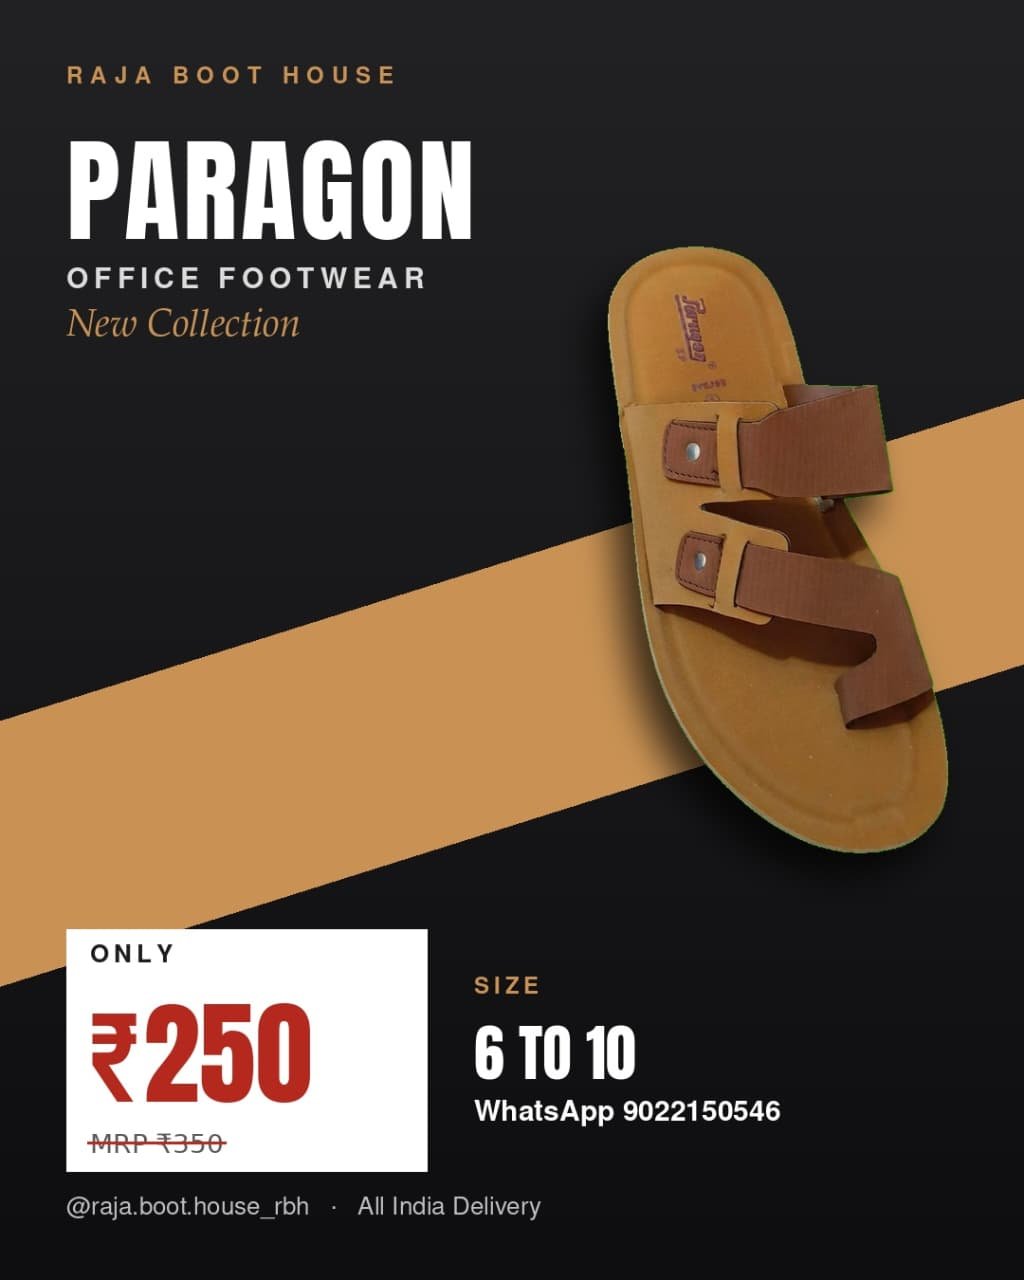 RAJA BOOT HOUSE
PARAGON
OFFICE FOOTWEAR
New Collection
Paragon
ONLY
₹250
MRP ₹350
SIZE
6 TO 10
WhatsApp 9022150546
@raja.boot.house_rbh · All India Delivery